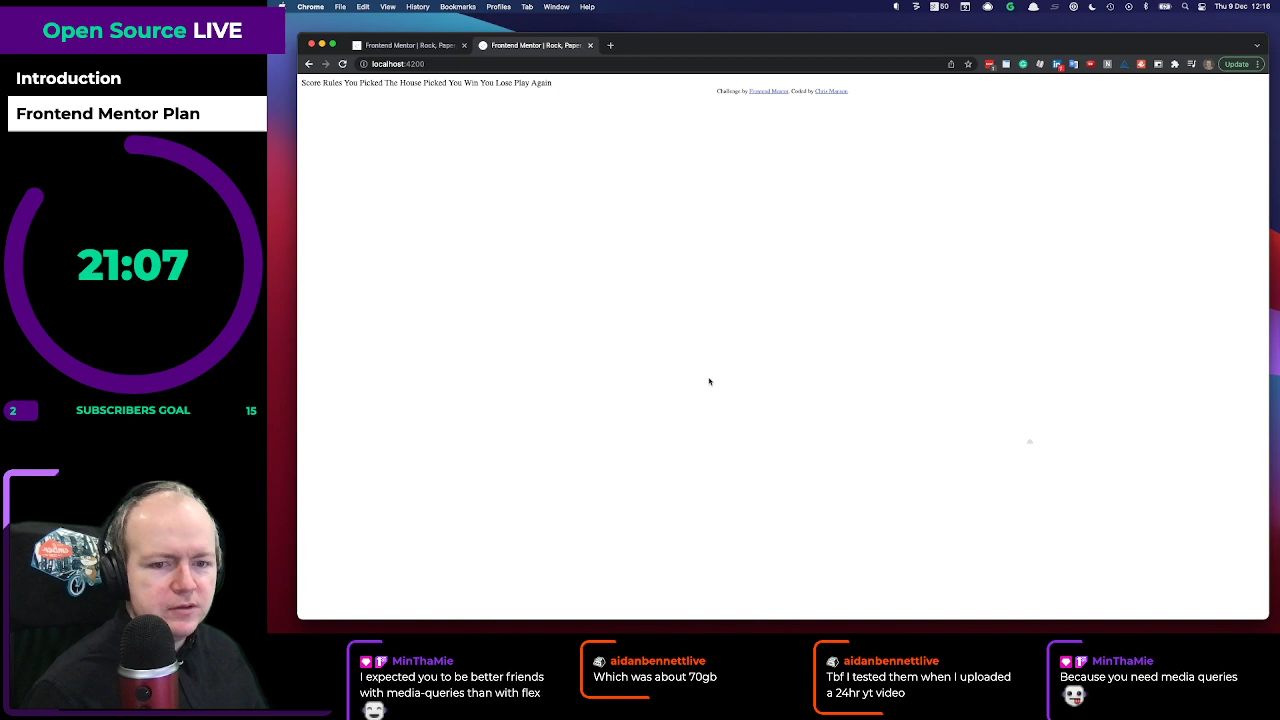 Open Source LIVE
Introduction
Frontend Mentor Plan
21:07
2 SUBSCRIBERS GOAL 15
Chrome File Edit View History Bookmarks Profiles Tab Window Help
Thu 9 Dec 12:16
Frontend Mentor | Rock, Pape
Frontend Mentor | Rock, Pape
localhost:4200
Update
Score Rules You Picked The House Picked You Win You Lose Play Again
Challenge by Frontend Mentor. Coded by Chris Manson.
MinThaMie
I expected you to be better friends
with media-queries than with flex
aidanbennettlive
Which was about 70gb
aidanbennettlive
Tbf I tested them when I uploaded
a 24hr yt video
MinThaMie
Because you need media queries